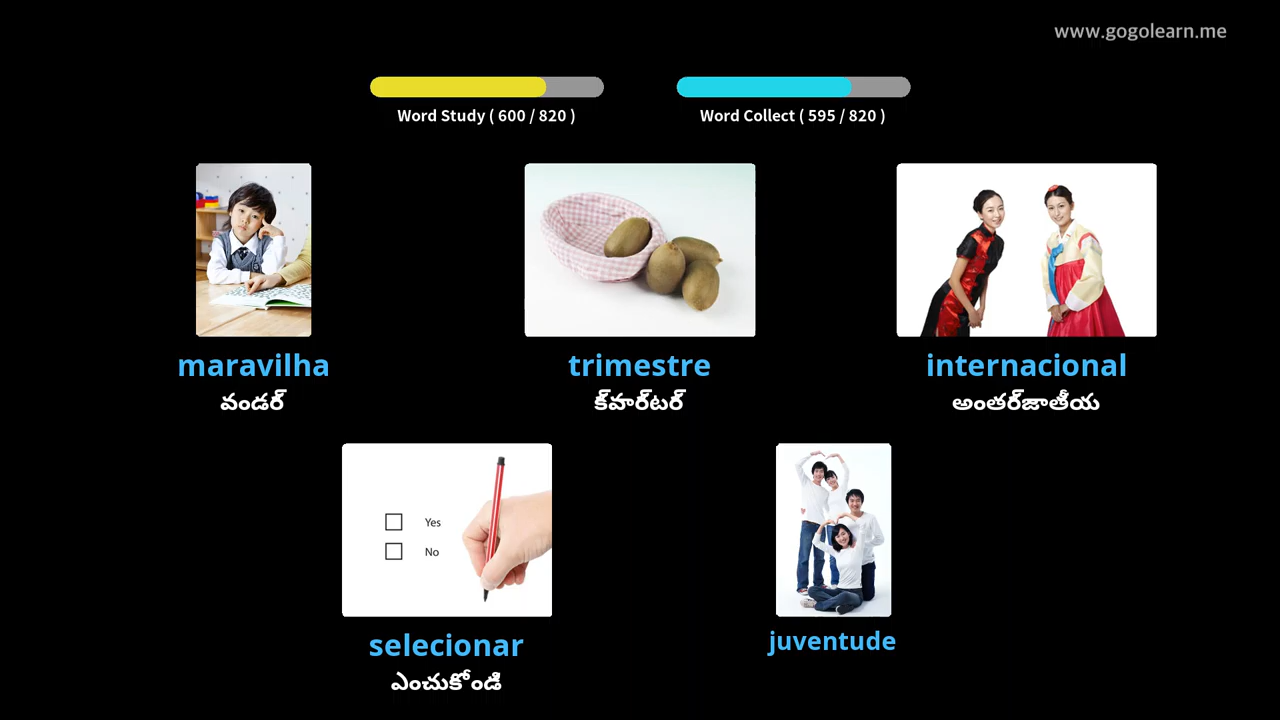 www.gogolearn.me
Word Study ( 600 / 820 )
Word Collect ( 595 / 820 )
maravilha
వండర్
trimestre
క్‌హర్‌టర్
internacional
అంతర్‌జాతీయ
Yes
No
selecionar
ఎంచుకోండి
juventude